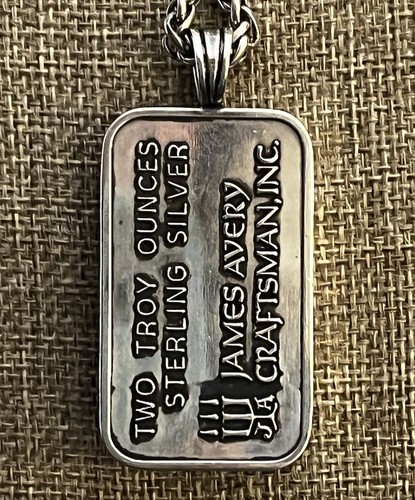 TWO TROY OUNCES
STERLING SILVER
JAMES AVERY
JA CRAFTSMAN, INC.